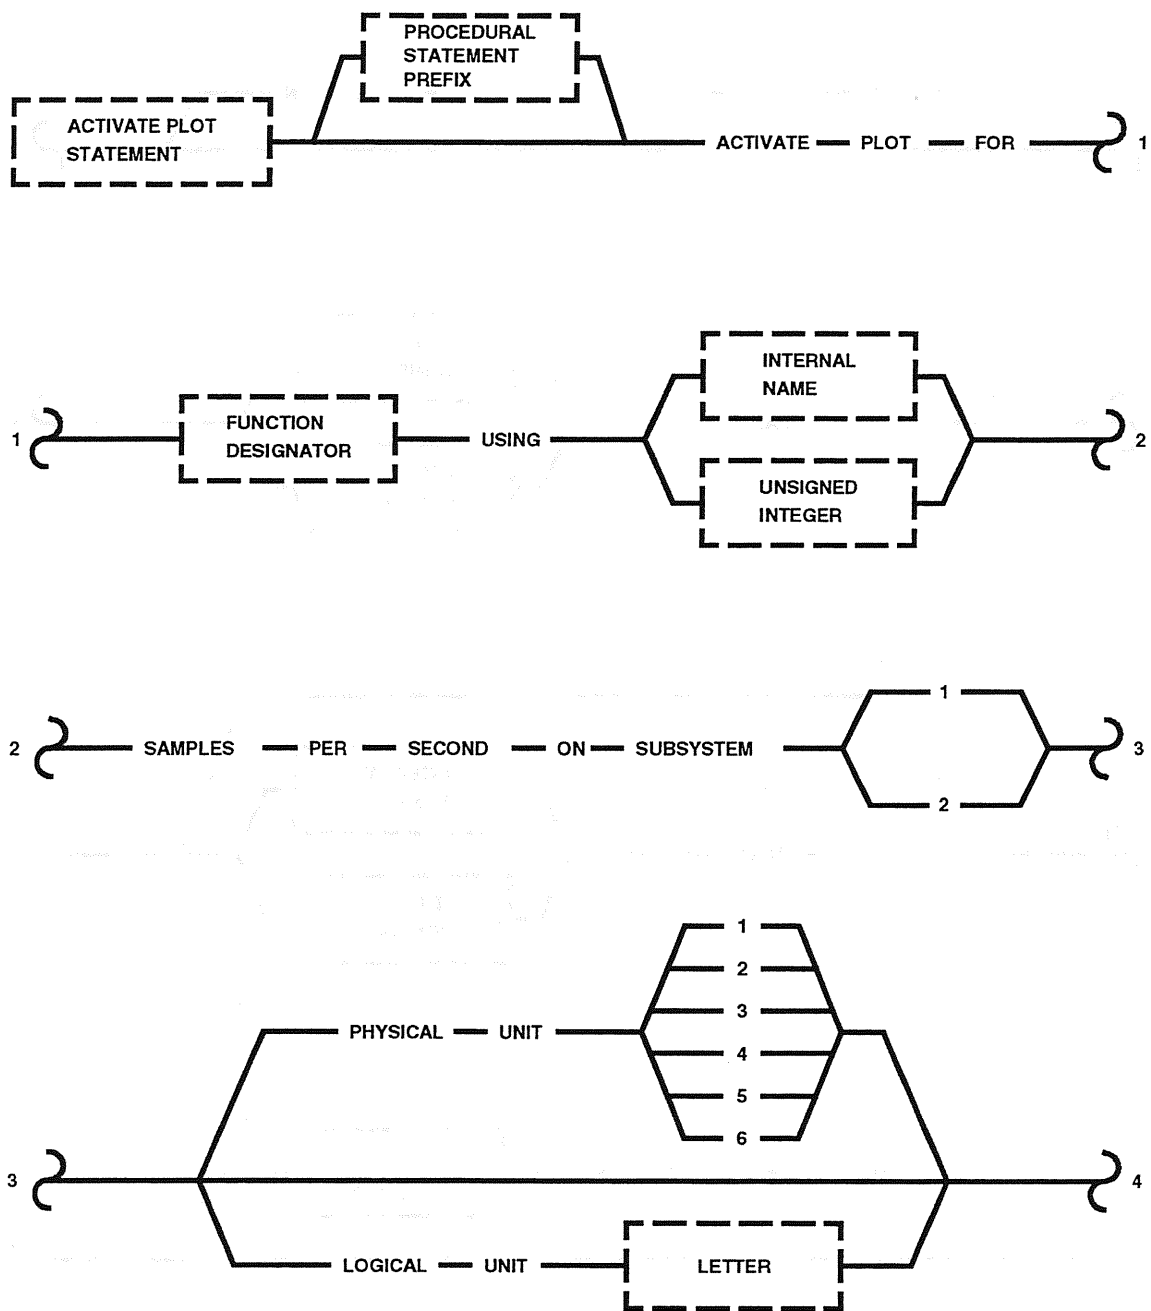 PROCEDURAL
STATEMENT
PREFIX
ACTIVATE PLOT
STATEMENT
ACTIVATE PLOT FOR 1
1 FUNCTION
DESIGNATOR
USING
INTERNAL
NAME
UNSIGNED
INTEGER
2
2 SAMPLES PER SECOND ON SUBSYSTEM
1
2
3
1
2
3
4
5
6
PHYSICAL UNIT
3
4
LOGICAL UNIT LETTER